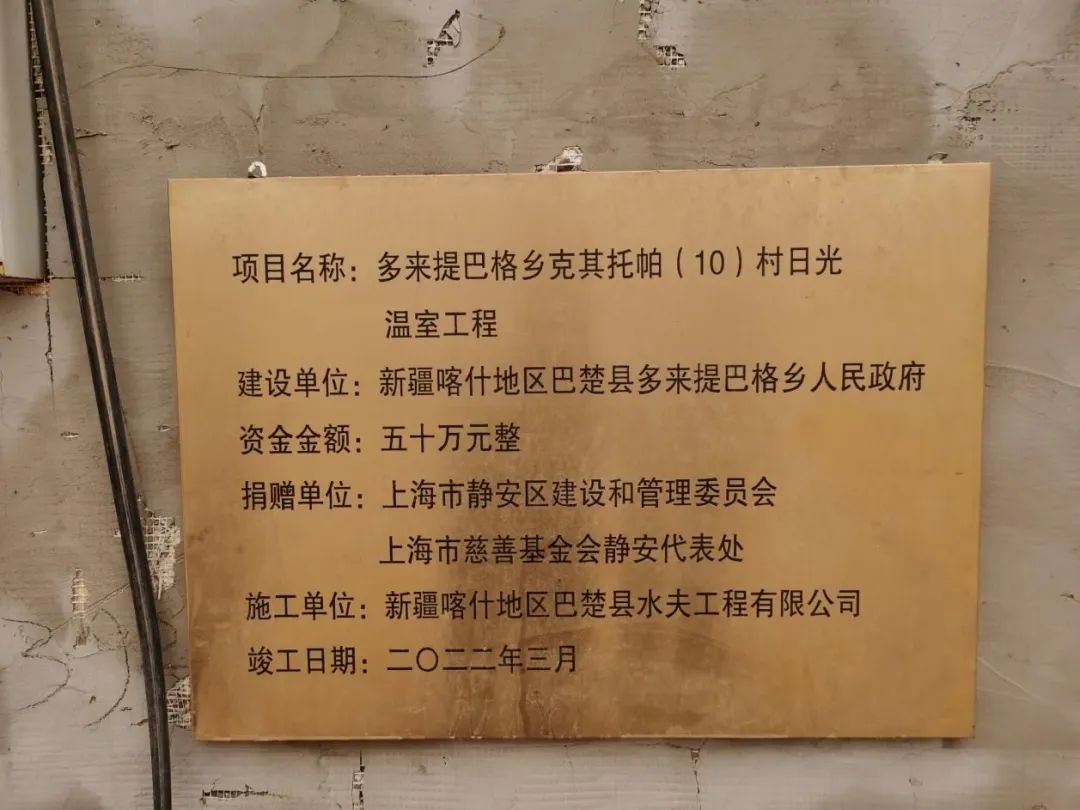 项目名称：多来提巴格乡克其托帕（10）村日光
温室工程
建设单位：新疆喀什地区巴楚县多来提巴格乡人民政府
资金金额：五十万元整
捐赠单位：上海市静安区建设和管理委员会
上海市慈善基金会静安代表处
施工单位：新疆喀什地区巴楚县水夫工程有限公司
竣工日期：二〇二二年三月